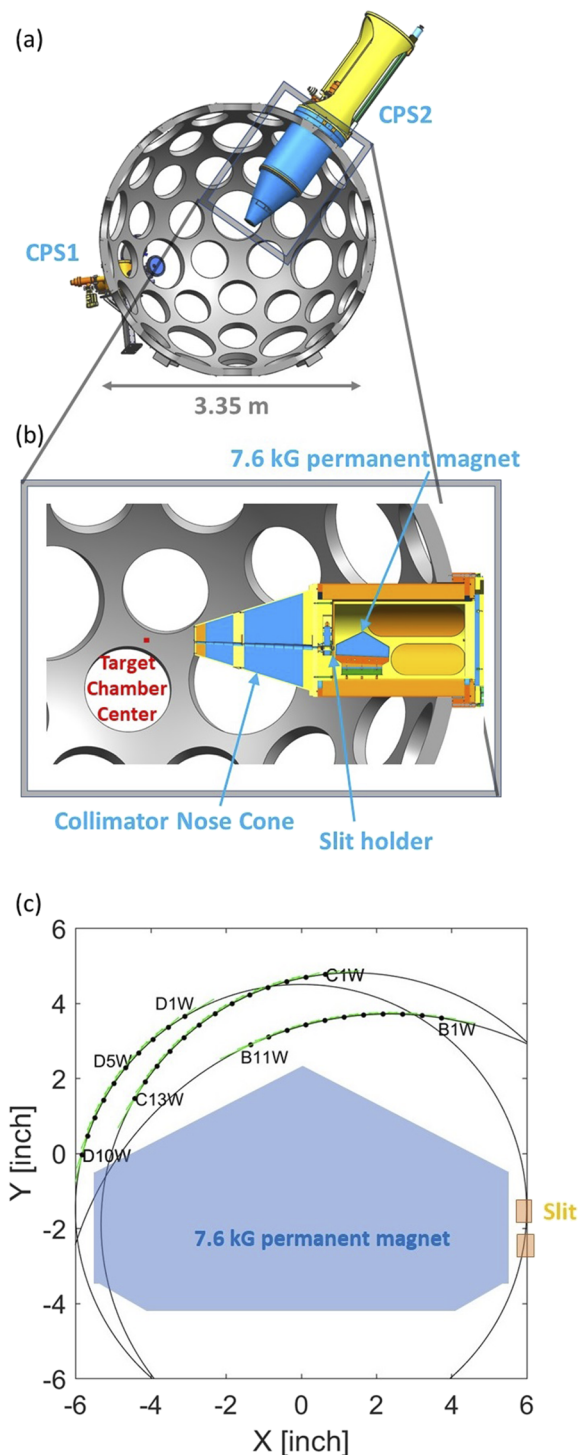 (a)
CPS2
CPS1
3.35 m
(b)
7.6 kG permanent magnet
Target
Chamber
Center
Collimator Nose Cone
Slit holder
(c)
6
4
2
0
-2
-4
-6
Y [inch]
D1W
C1W
D5W
B1W
B11W
C13W
D10W
7.6 kG permanent magnet
Slit
-6
-4
-2
0
2
4
6
X [inch]